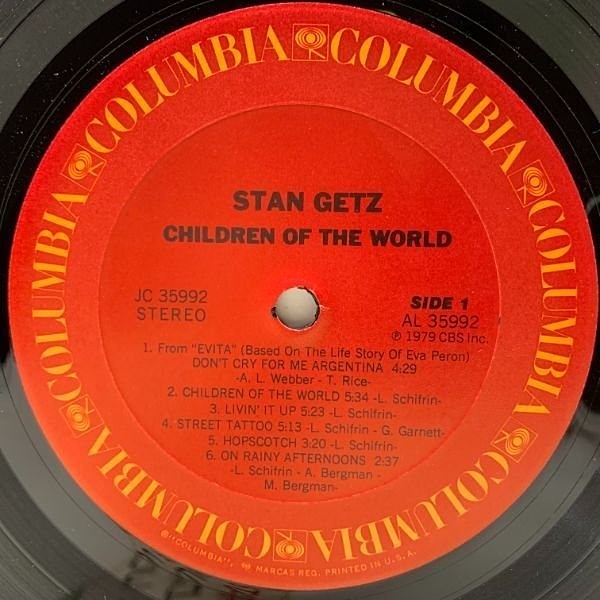 COLUMBIA COLUMBIA COLUMBIA COLUMBIA COLUMBIA COLUMBIA COLUMBIA
STAN GETZ
CHILDREN OF THE WORLD
JC 35992
STEREO
SIDE 1
AL 35992
℗ 1979 CBS Inc.
1. From "EVITA" (Based On The Life Story Of Eva Peron)
DON'T CRY FOR ME ARGENTINA 4:29
-A. L. Webber - T. Rice-
2. CHILDREN OF THE WORLD 5:34 -L. Schifrin-
3. LIVIN' IT UP 5:23 -L. Schifrin-
4. STREET TATTOO 5:13 -L. Schifrin - G. Garnett-
5. HOPSCOTCH 3:20 -L. Schifrin-
6. ON RAINY AFTERNOONS 2:37
-L. Schifrin - A. Bergman -
M. Bergman-
"COLUMBIA", MARCAS REG. PRINTED IN U.S.A.